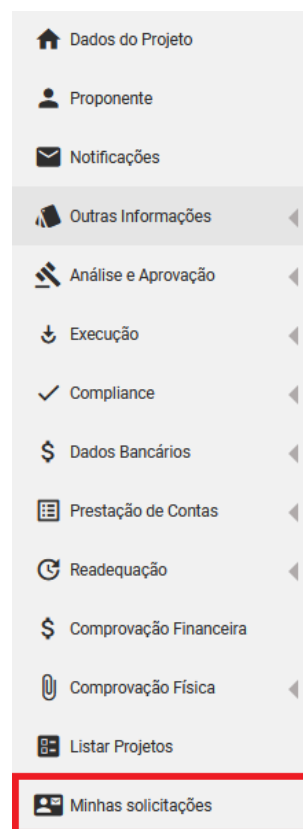 Dados do Projeto
Proponente
Notificações
Outras Informações
Análise e Aprovação
Execução
Compliance
Dados Bancários
Prestação de Contas
Readequação
Comprovação Financeira
Comprovação Física
Listar Projetos
Minhas solicitações